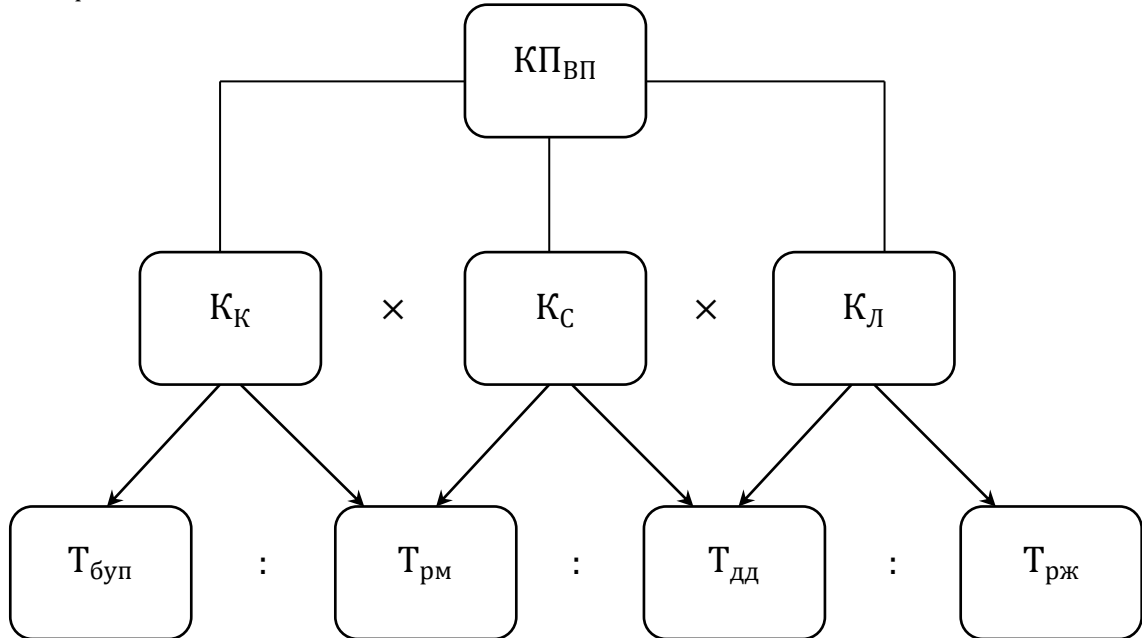 КП_ВП
К_К × К_С × К_Л
Т_буп : Т_рм : Т_дд : Т_рж